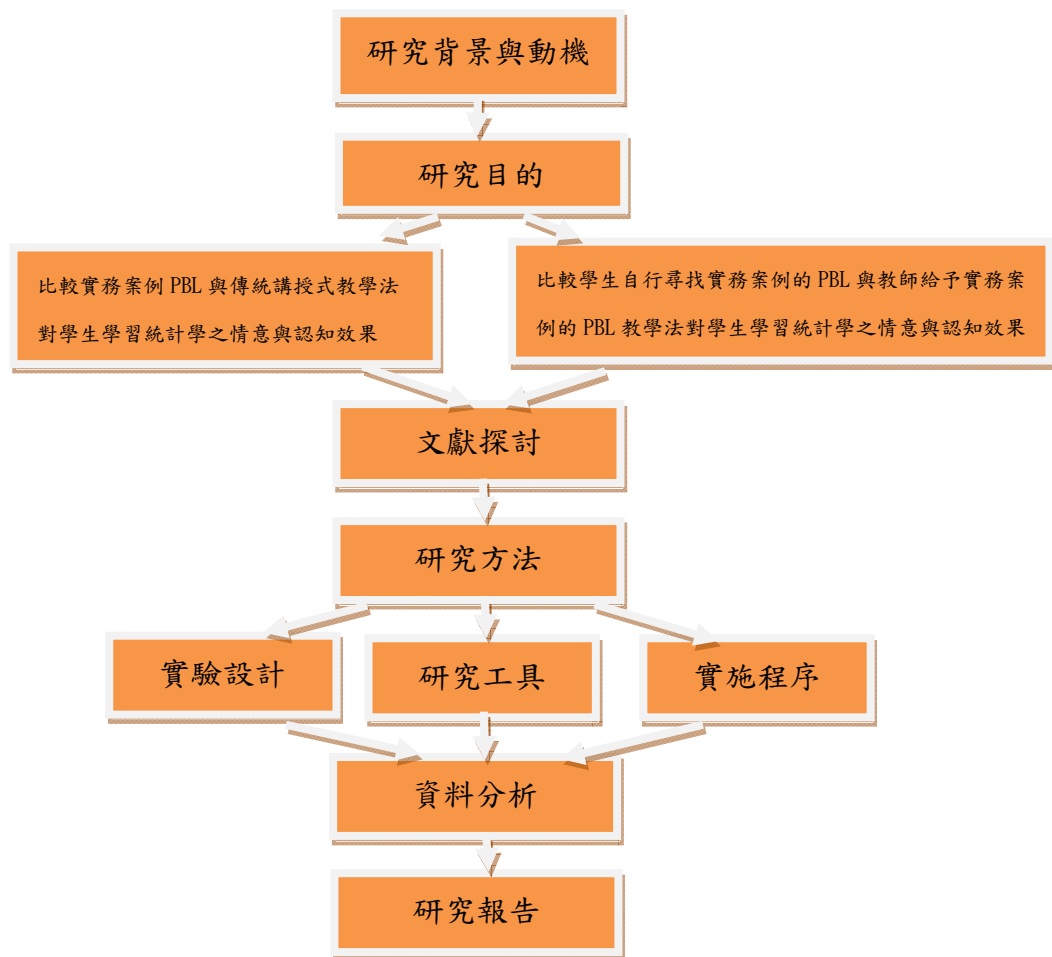 研究背景與動機
研究目的
比較實務案例 PBL 與傳統講授式教學法
對學生學習統計學之情意與認知效果
比較學生自行尋找實務案例的 PBL 與教師給予實務案
例的 PBL 教學法對學生學習統計學之情意與認知效果
文獻探討
研究方法
實驗設計
研究工具
實施程序
資料分析
研究報告